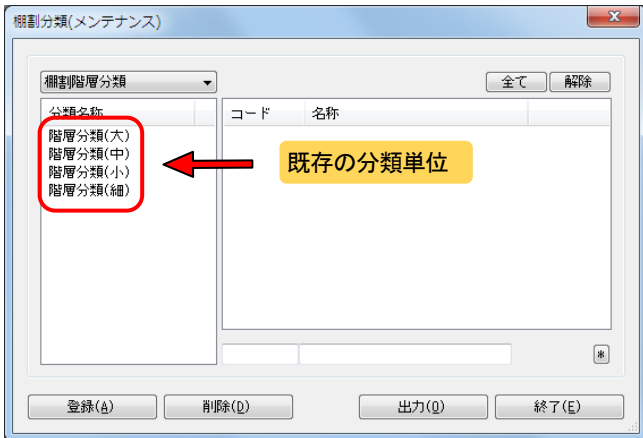 棚割分類(メンテナンス)
棚割階層分類
全て
解除
分類名称
コード
名称
階層分類(大)
階層分類(中)
階層分類(小)
階層分類(細)
既存の分類単位
*
登録(A)
削除(D)
出力(O)
終了(E)